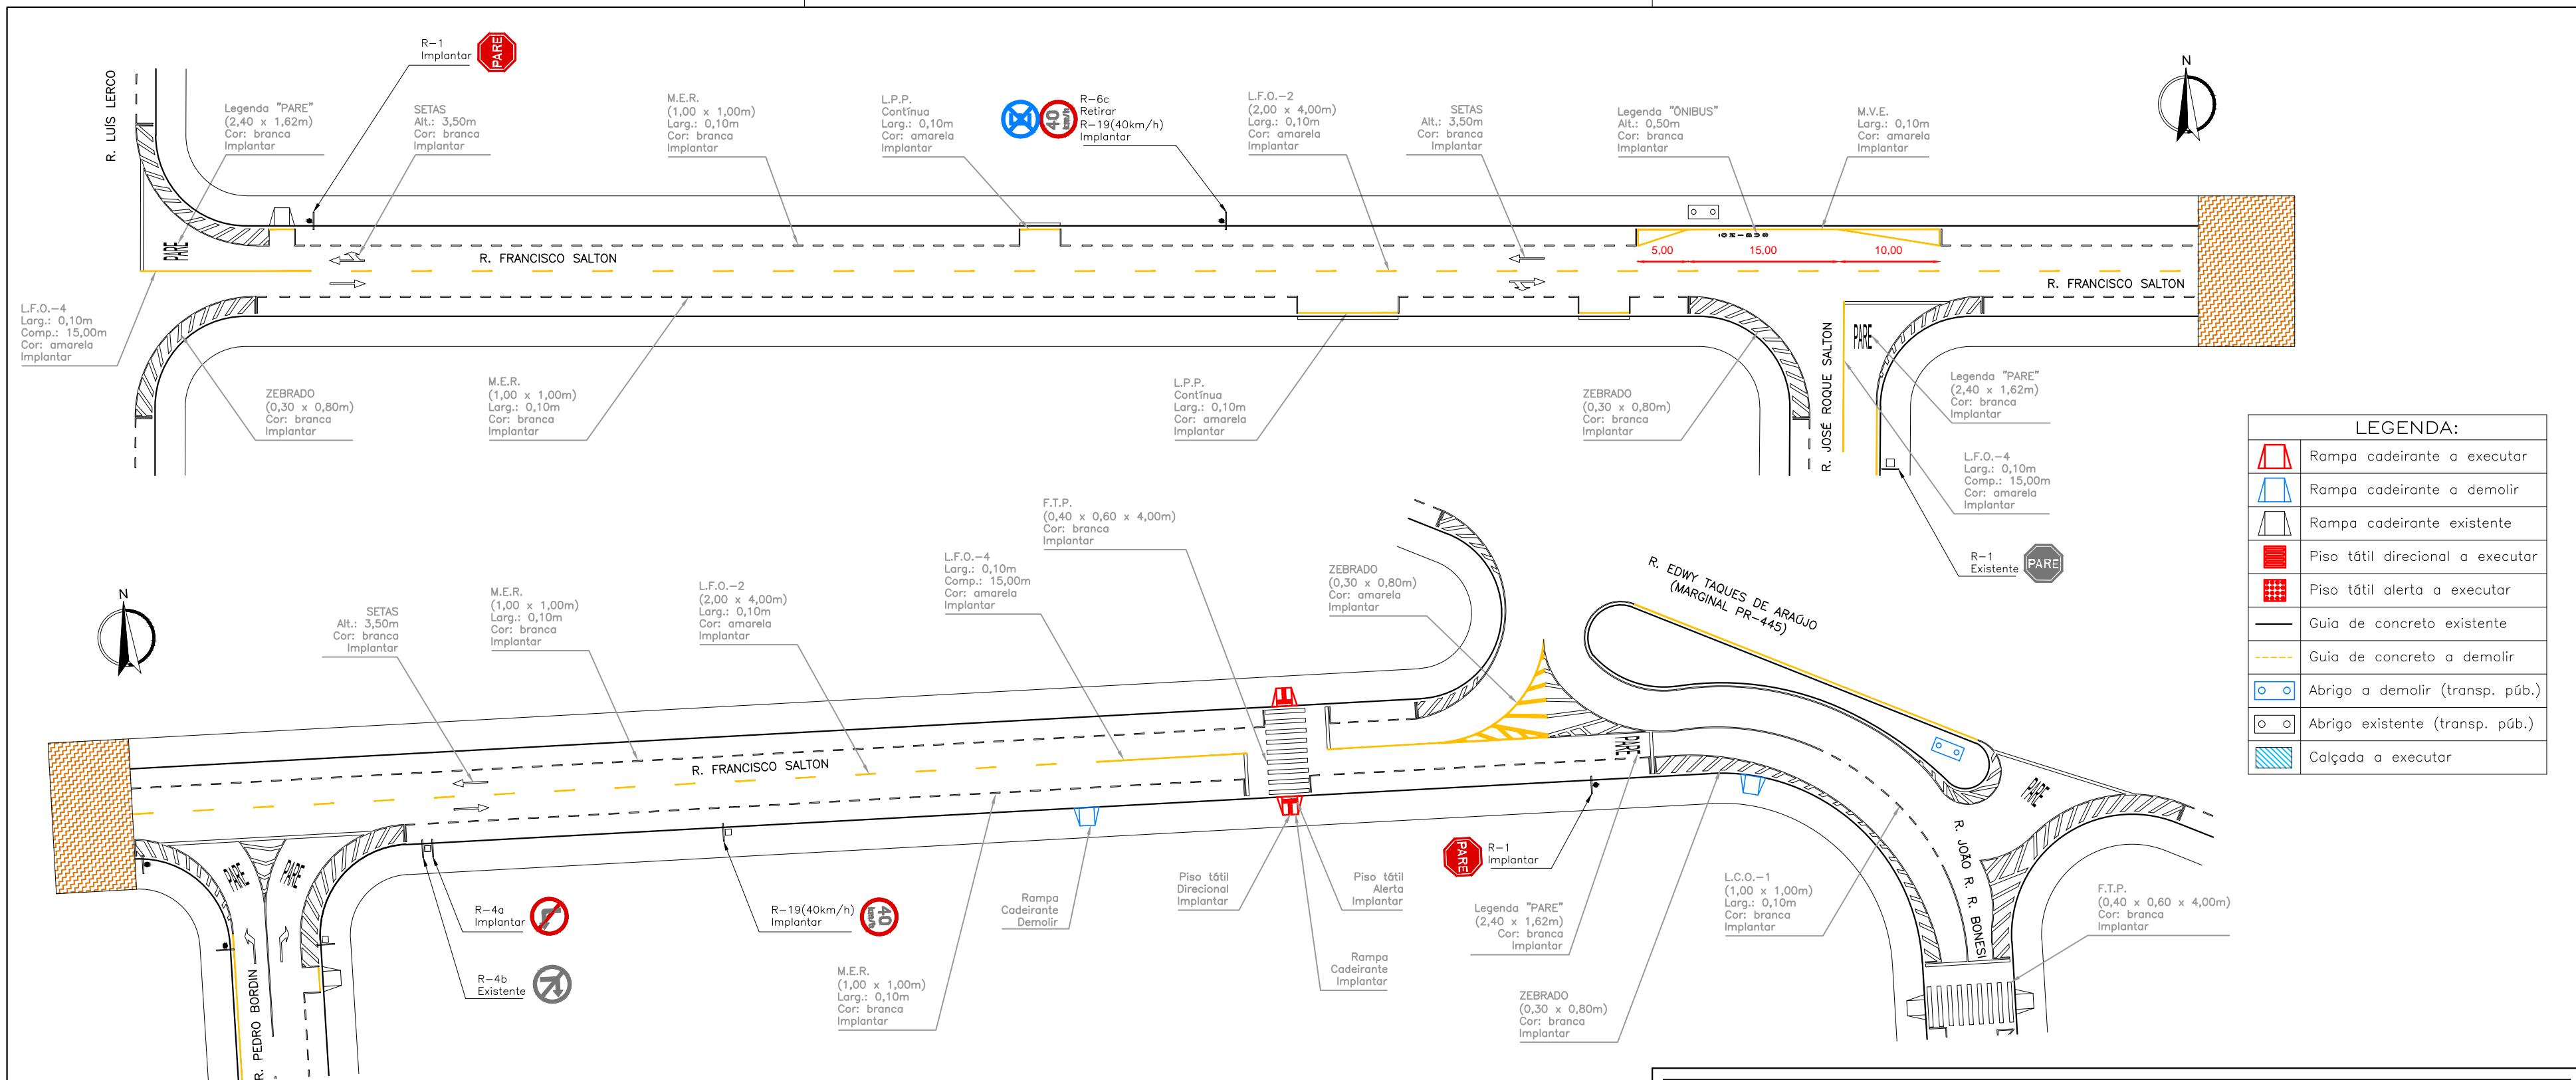 R. LUÍS LERCO
R-1
Implantar
PARE
Legenda "PARE"
(2,40 x 1,62m)
Cor: branca
Implantar
SETAS
Alt.: 3,50m
Cor: branca
Implantar
M.E.R.
(1,00 x 1,00m)
Larg.: 0,10m
Cor: branca
Implantar
L.P.P.
Contínua
Larg.: 0,10m
Cor: amarela
Implantar
40
km/h
R-6c
Retirar
R-19(40km/h)
Implantar
L.F.O.-2
(2,00 x 4,00m)
Larg.: 0,10m
Cor: amarela
Implantar
SETAS
Alt.: 3,50m
Cor: branca
Implantar
Legenda "ÔNIBUS"
Alt.: 0,50m
Cor: branca
Implantar
M.V.E.
Larg.: 0,10m
Cor: amarela
Implantar
N
PARE
R. FRANCISCO SALTON
ÔNIBUS
5,00
15,00
10,00
R. FRANCISCO SALTON
L.F.O.-4
Larg.: 0,10m
Comp.: 15,00m
Cor: amarela
Implantar
ZEBRADO
(0,30 x 0,80m)
Cor: branca
Implantar
M.E.R.
(1,00 x 1,00m)
Larg.: 0,10m
Cor: branca
Implantar
L.P.P.
Contínua
Larg.: 0,10m
Cor: amarela
Implantar
ZEBRADO
(0,30 x 0,80m)
Cor: branca
Implantar
R. JOSÉ ROQUE SALTON
PARE
Legenda "PARE"
(2,40 x 1,62m)
Cor: branca
Implantar
L.F.O.-4
Larg.: 0,10m
Comp.: 15,00m
Cor: amarela
Implantar
R-1
Existente
PARE
LEGENDA:
Rampa cadeirante a executar
Rampa cadeirante a demolir
Rampa cadeirante existente
Piso tátil direcional a executar
Piso tátil alerta a executar
Guia de concreto existente
Guia de concreto a demolir
Abrigo a demolir (transp. púb.)
Abrigo existente (transp. púb.)
Calçada a executar
N
SETAS
Alt.: 3,50m
Cor: branca
Implantar
M.E.R.
(1,00 x 1,00m)
Larg.: 0,10m
Cor: branca
Implantar
L.F.O.-2
(2,00 x 4,00m)
Larg.: 0,10m
Cor: amarela
Implantar
L.F.O.-4
Larg.: 0,10m
Comp.: 15,00m
Cor: amarela
Implantar
F.T.P.
(0,40 x 0,60 x 4,00m)
Cor: branca
Implantar
ZEBRADO
(0,30 x 0,80m)
Cor: amarela
Implantar
R. EDWY TAQUES DE ARAÚJO
(MARGINAL PR-445)
R. FRANCISCO SALTON
PARE
PARE
PARE
PARE
R. PEDRO BORDIN
R-4a
Implantar
R-4b
Existente
R-19(40km/h)
Implantar
40
km/h
M.E.R.
(1,00 x 1,00m)
Larg.: 0,10m
Cor: branca
Implantar
Rampa
Cadeirante
Demolir
Piso tátil
Direcional
Implantar
Piso tátil
Alerta
Implantar
Rampa
Cadeirante
Implantar
PARE
R-1
Implantar
Legenda "PARE"
(2,40 x 1,62m)
Cor: branca
Implantar
ZEBRADO
(0,30 x 0,80m)
Cor: branca
Implantar
L.C.O.-1
(1,00 x 1,00m)
Larg.: 0,10m
Cor: branca
Implantar
R. JOÃO R. R. BONESI
F.T.P.
(0,40 x 0,60 x 4,00m)
Cor: branca
Implantar